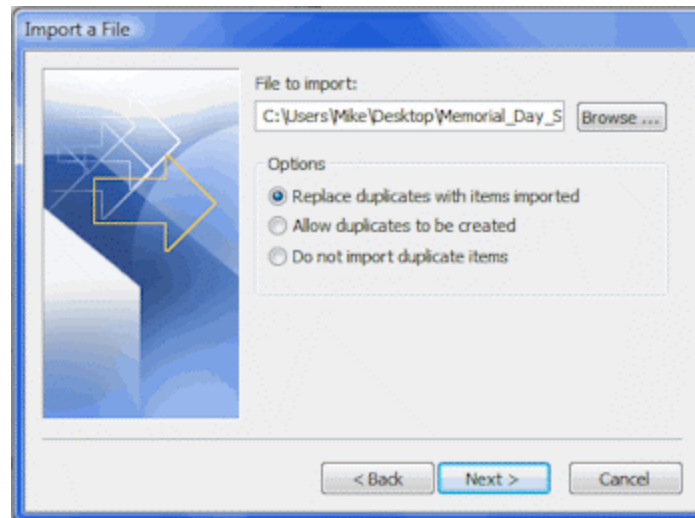 Import a File
File to import:
C:\Users\Mike\Desktop\Memorial_Day_S
Browse ...
Options
Replace duplicates with items imported
Allow duplicates to be created
Do not import duplicate items
< Back
Next >
Cancel